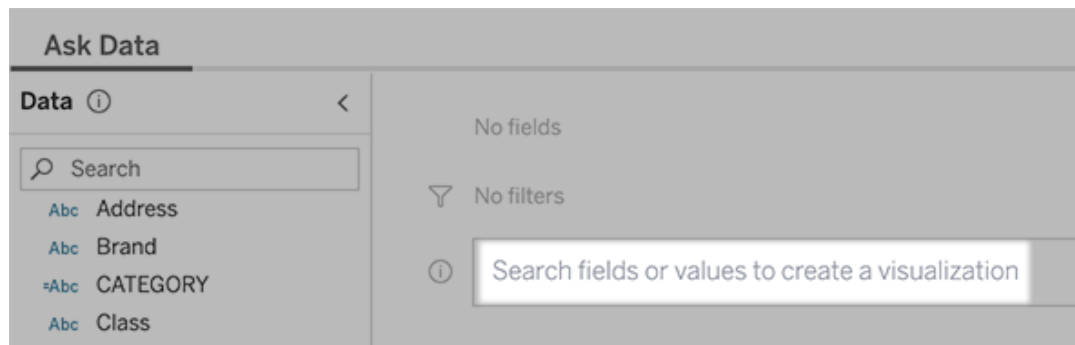 Ask Data
Data
Search
Abc Address
Abc Brand
=Abc CATEGORY
Abc Class
No fields
No filters
Search fields or values to create a visualization